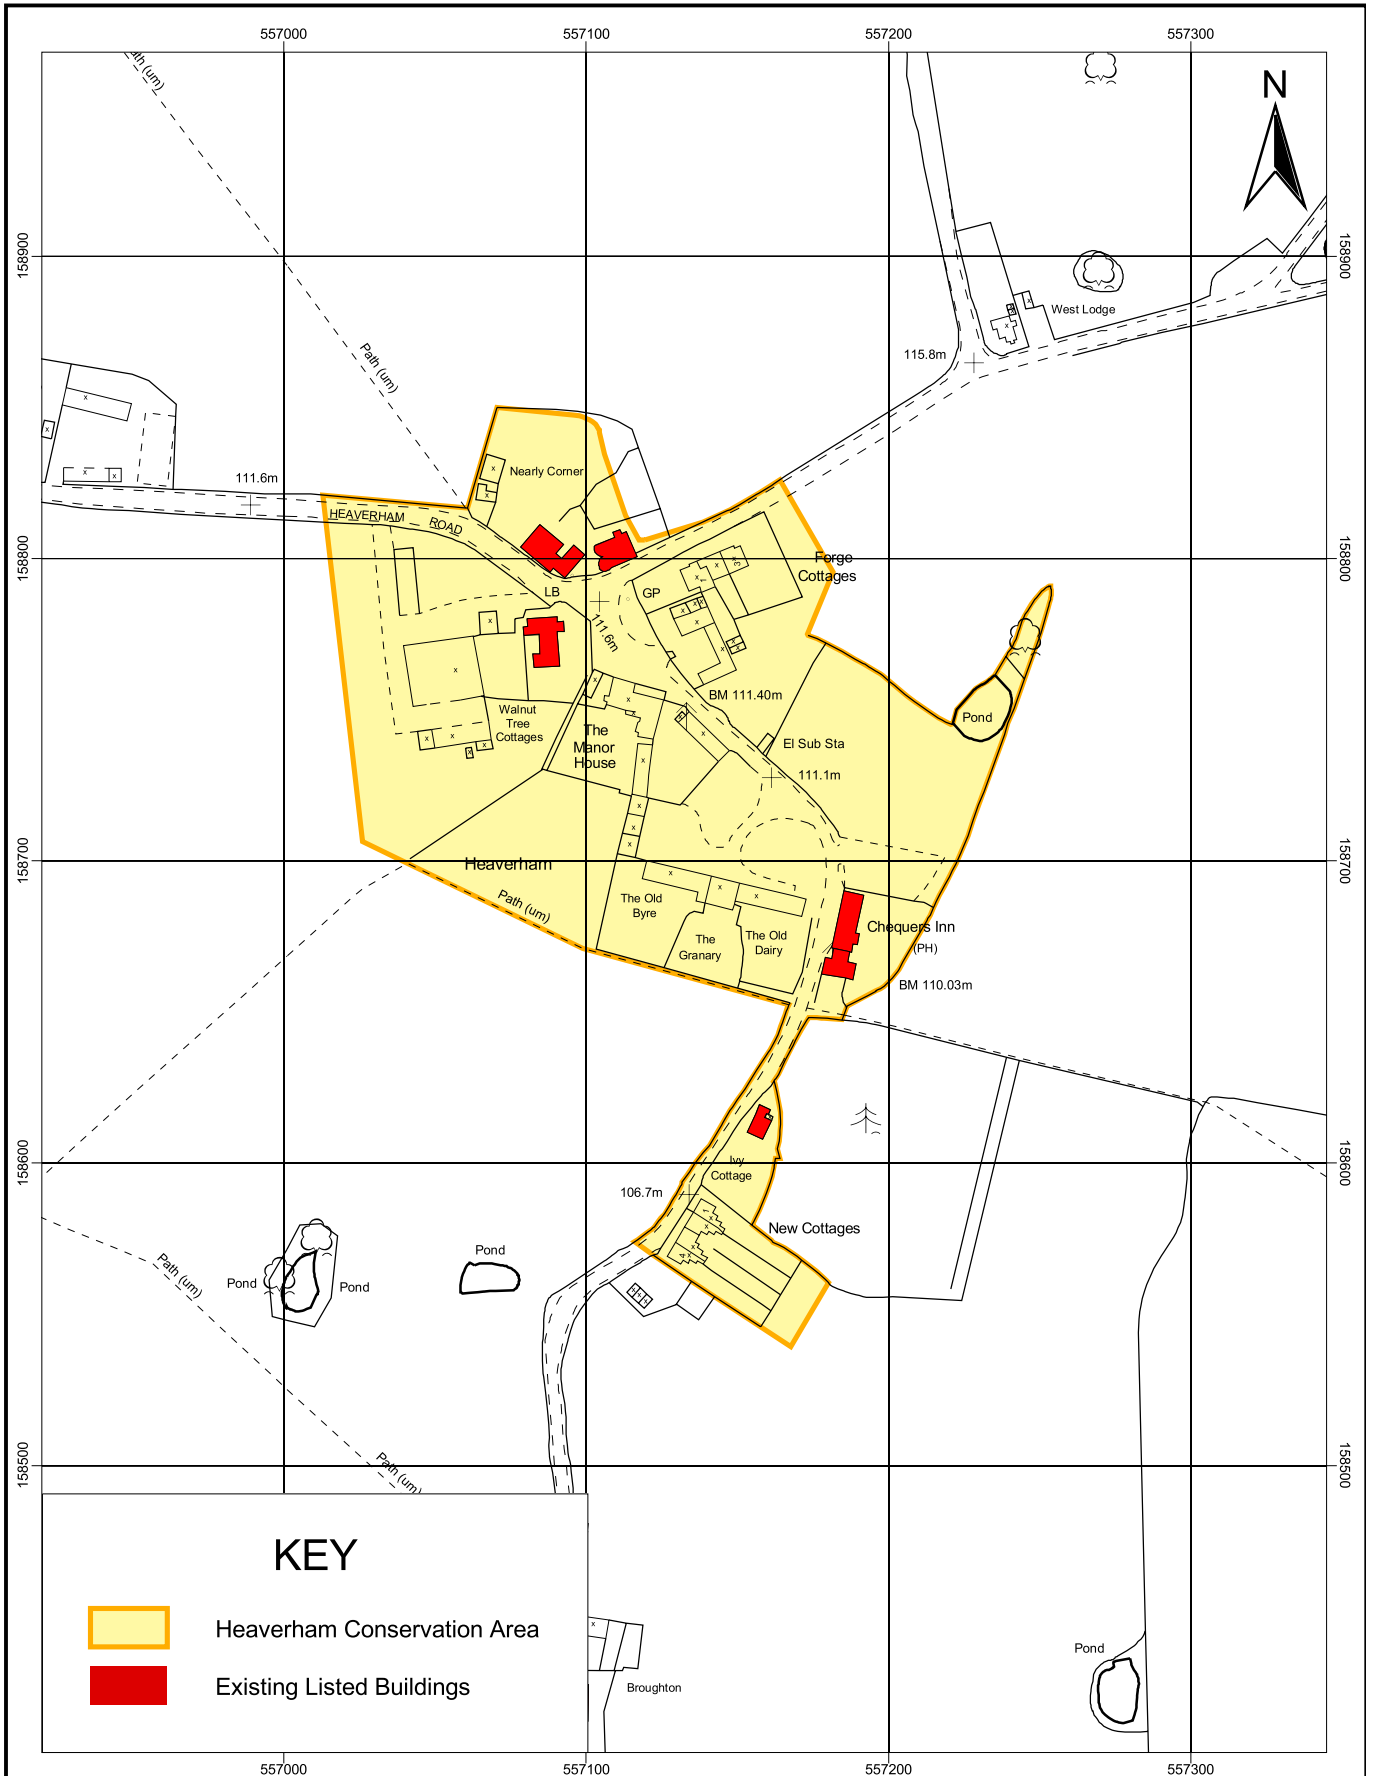 557000
557100
557200
557300
Path (um)
N
158900
158900
West Lodge
115.8m
Path (um)
Nearly Corner
111.6m
HEAVERHAM
ROAD
158800
158800
Forge
Cottages
LB
GP
111.6m
1
3
BM 111.40m
Walnut
Tree
Cottages
The
Manor
House
Pond
El Sub Sta
111.1m
158700
158700
Heaverham
Path (um)
The Old
Byre
The
Granary
The Old
Dairy
Chequers Inn
(PH)
BM 110.03m
158600
158600
Ivy
Cottage
106.7m
1
4
New Cottages
Pond
Pond
Pond
Path (um)
Path (um)
158500
158500
KEY
Heaverham Conservation Area
Existing Listed Buildings
Broughton
Pond
557000
557100
557200
557300